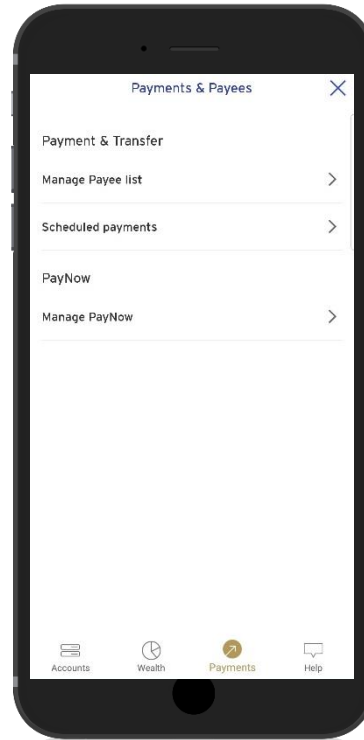 Payments & Payees
Payment & Transfer
Manage Payee list
Scheduled payments
PayNow
Manage PayNow
Accounts
Wealth
Payments
Help